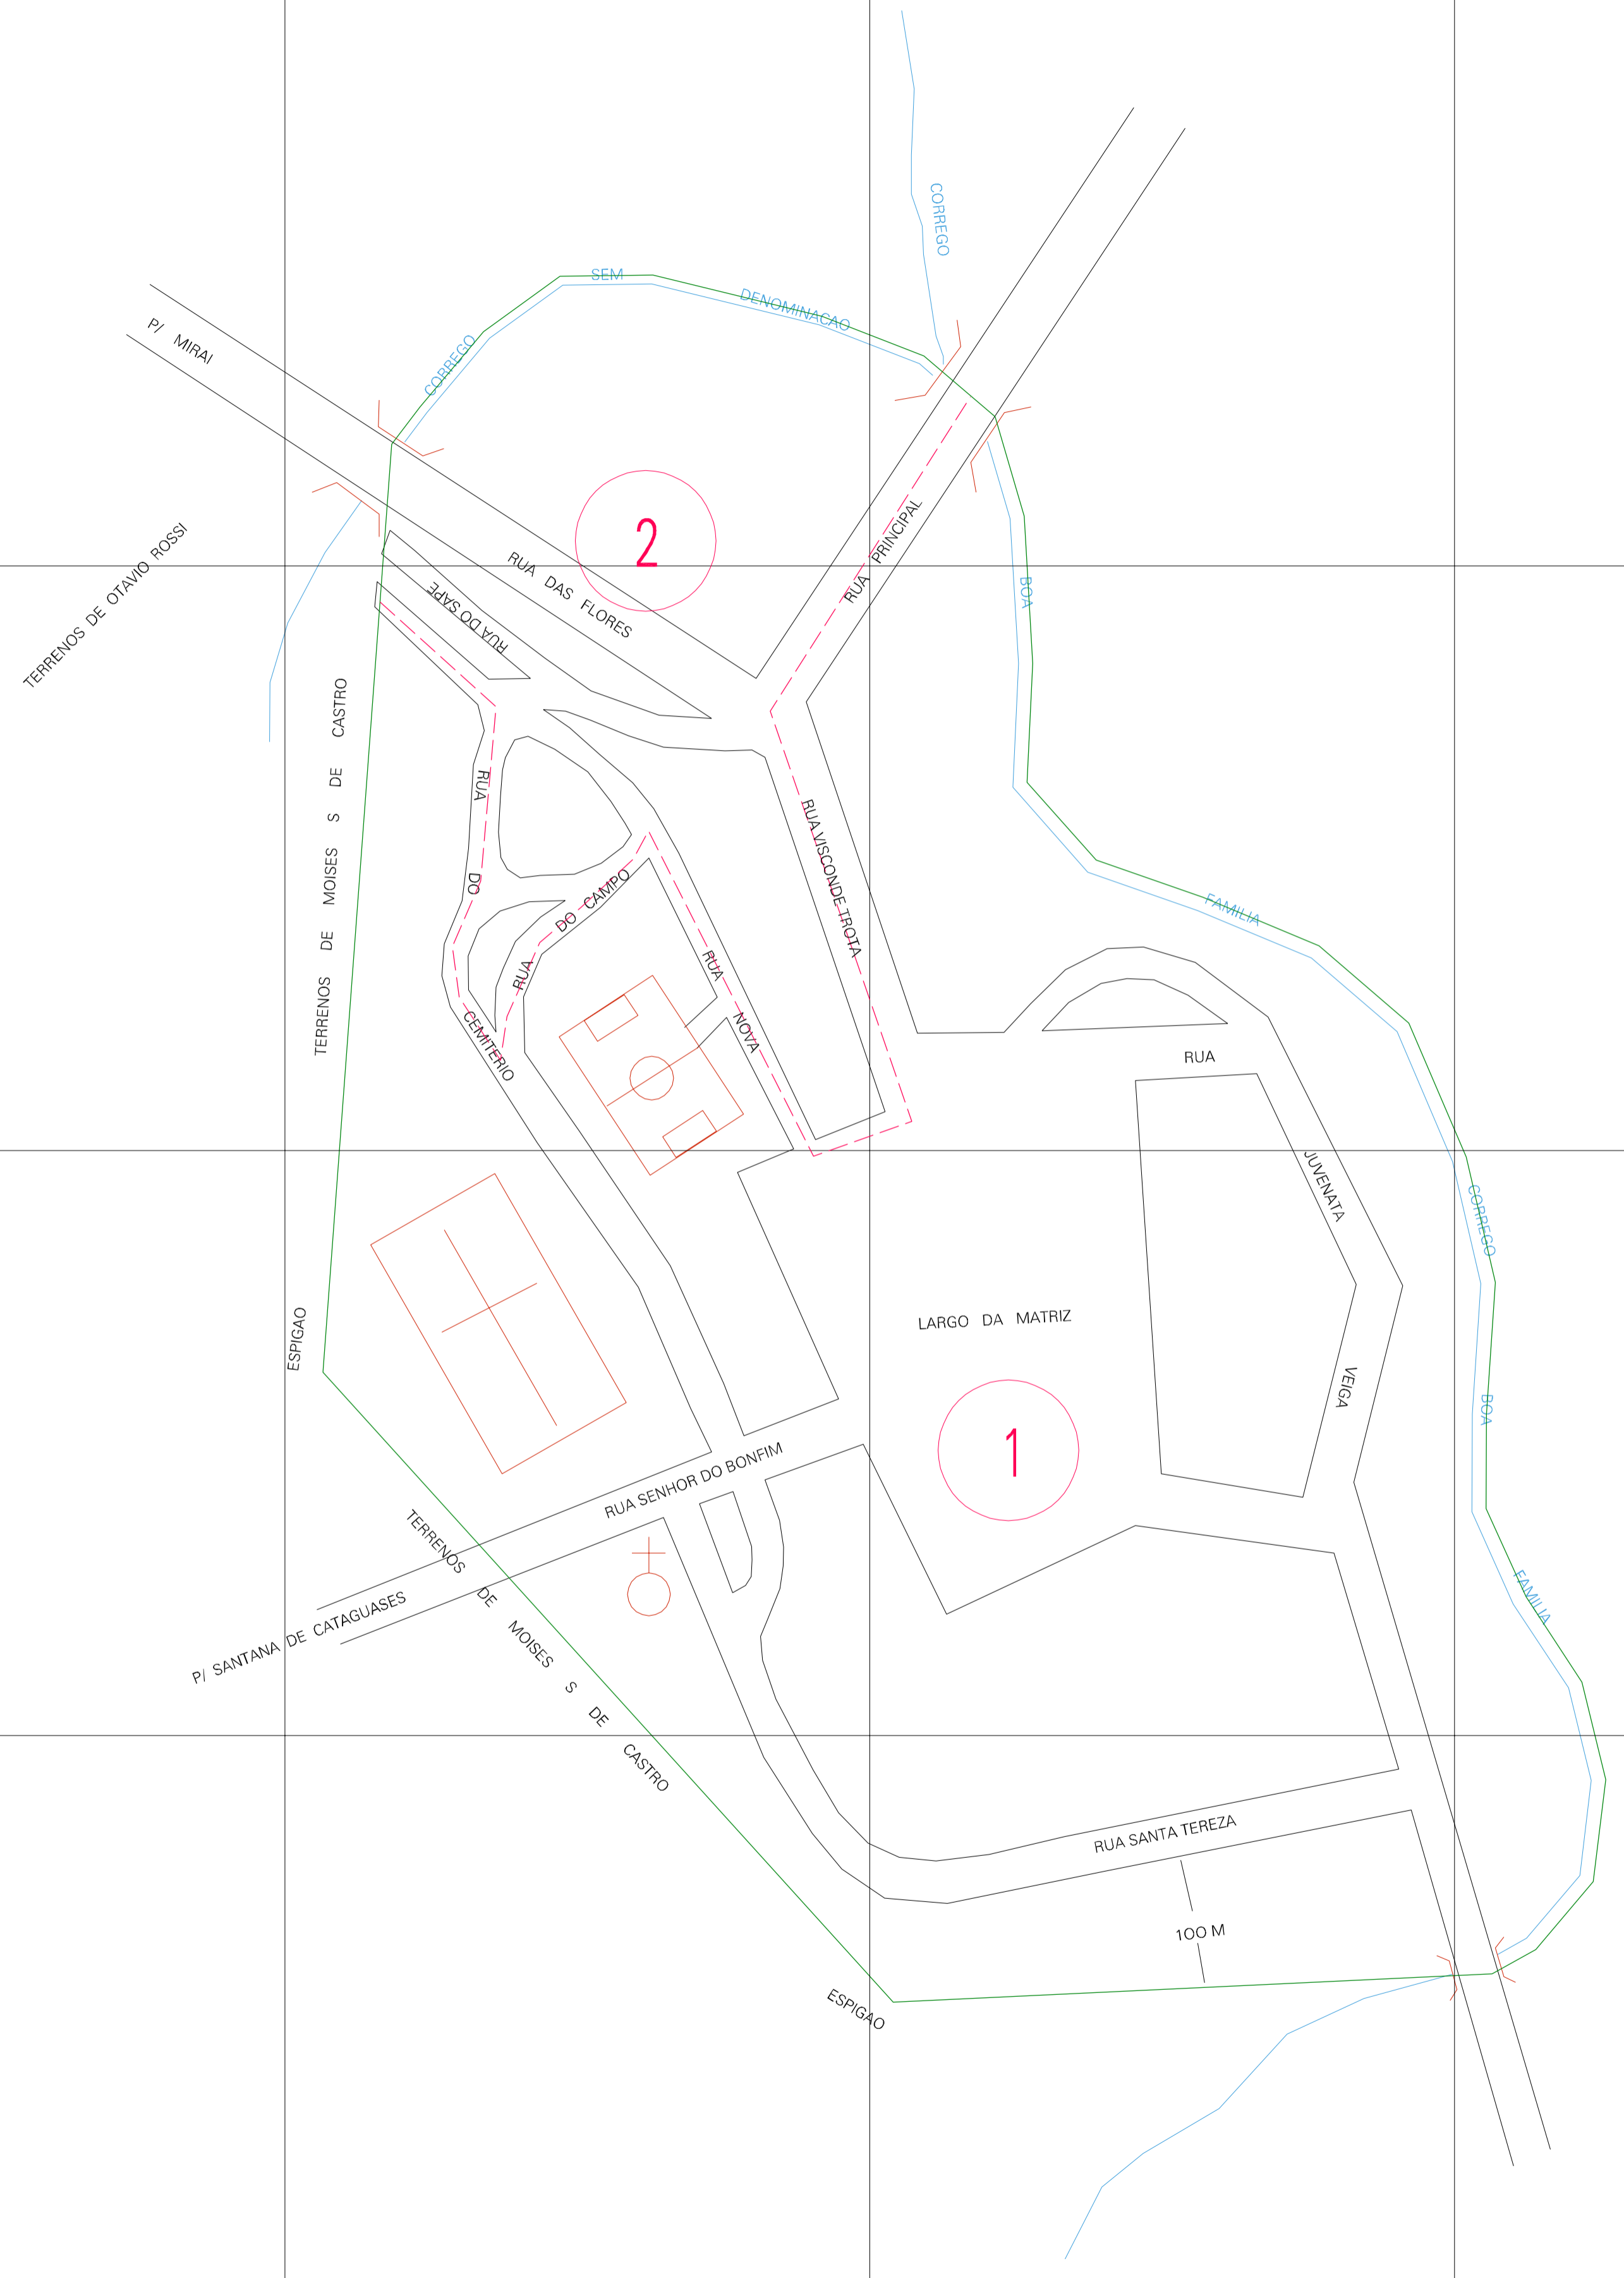 CORREGO
SEM
DENOMINACAO
CORREGO
P/ MIRAI
2
RUA PRINCIPAL
RUA DAS FLORES
TERRENOS DE OTAVIO ROSSI
RUA DO SAPE
BOA
FAMILIA
CORREGO
BOA
FAMILIA
TERRENOS DE MOISES S DE CASTRO
RUA DO CEMITERIO
RUA DO CAMPO
RUA NOVA
RUA VISCONDE TROTA
RUA JUVENATA VEIGA
ESPIGAO
LARGO DA MATRIZ
1
RUA SENHOR DO BONFIM
P/ SANTANA DE CATAGUASES
TERRENOS DE MOISES S DE CASTRO
RUA SANTA TEREZA
100 M
ESPIGAO